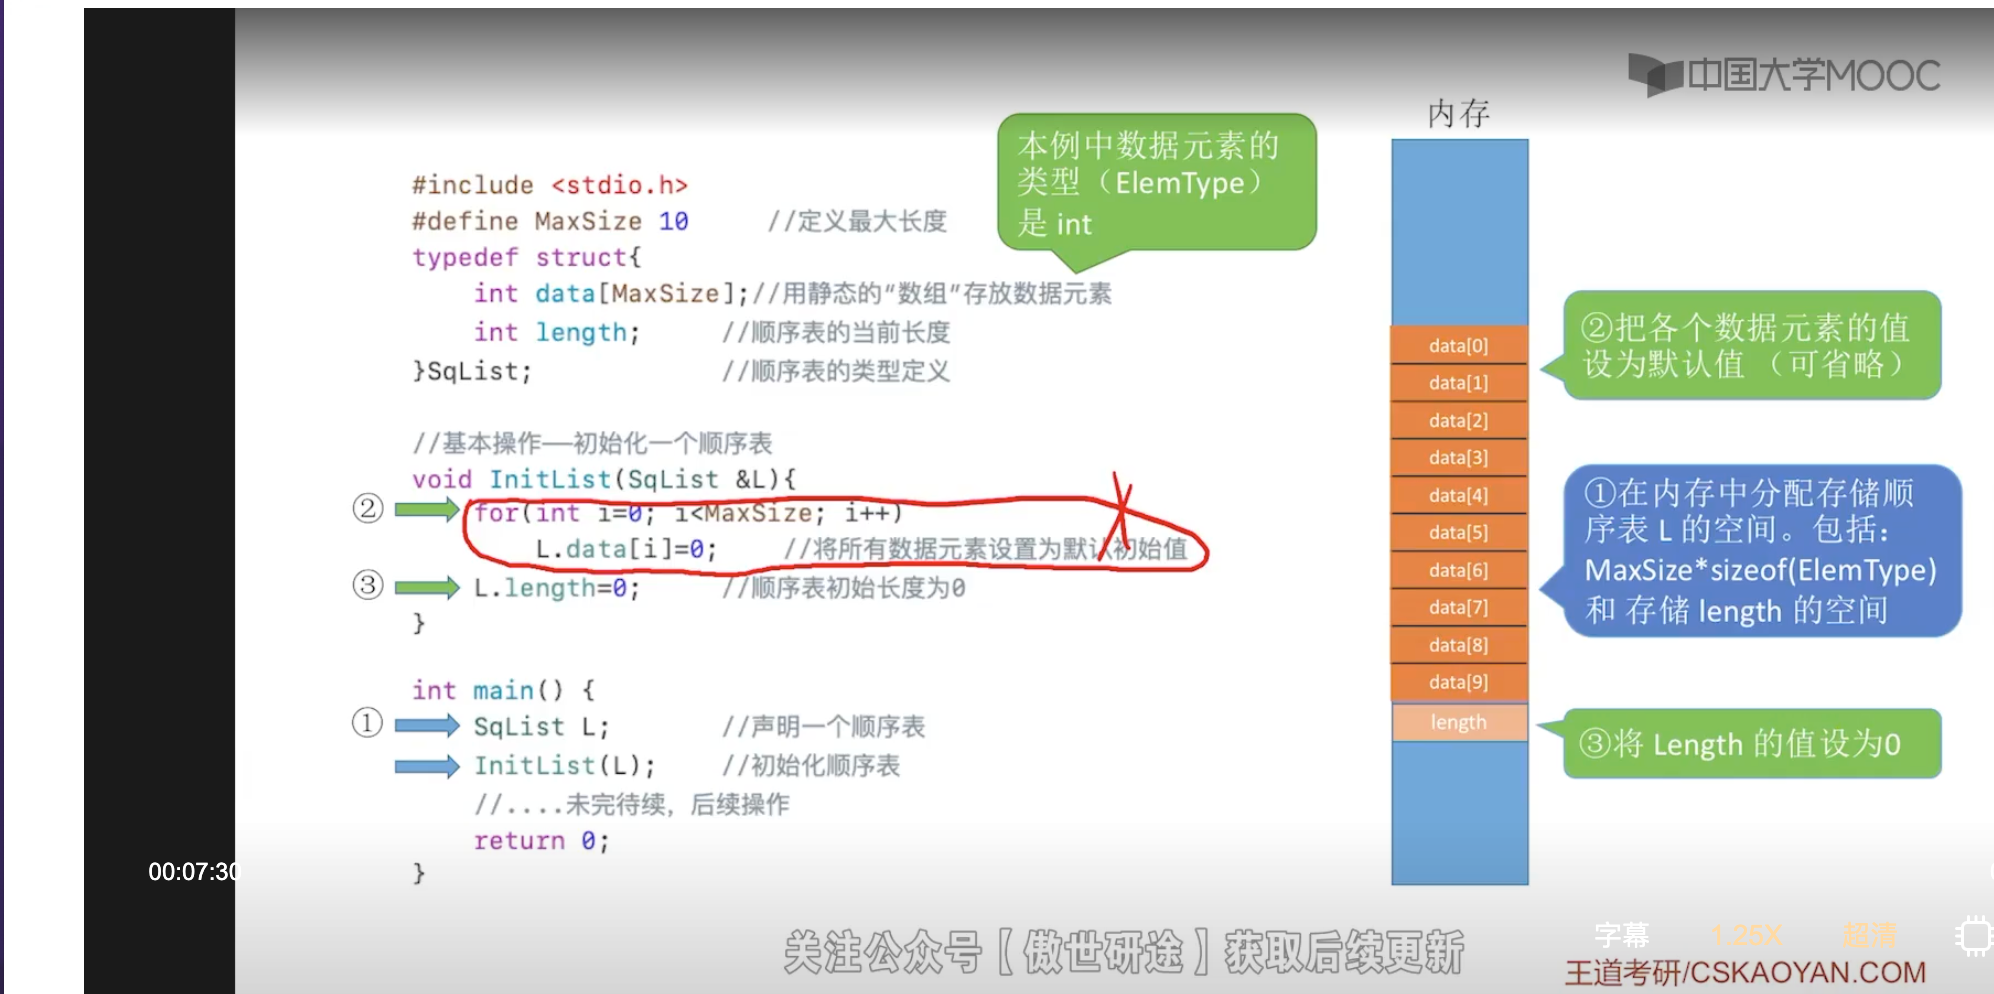 中国大学MOOC
内存
本例中数据元素的
类型（ElemType）
是 int
#include <stdio.h>
#define MaxSize 10 //定义最大长度
typedef struct{
int data[MaxSize];//用静态的“数组”存放数据元素
int length; //顺序表的当前长度
}SqList; //顺序表的类型定义
//基本操作—初始化一个顺序表
void InitList(SqList &L){
② for(int i=0; i<MaxSize; i++)
L.data[i]=0; //将所有数据元素设置为默认初始值
③ L.length=0; //顺序表初始长度为0
}
int main() {
① SqList L; //声明一个顺序表
InitList(L); //初始化顺序表
//....未完待续，后续操作
return 0;
}
data[0]
data[1]
data[2]
data[3]
data[4]
data[5]
data[6]
data[7]
data[8]
data[9]
length
②把各个数据元素的值
设为默认值 （可省略）
①在内存中分配存储顺
序表 L 的空间。包括：
MaxSize*sizeof(ElemType)
和 存储 length 的空间
③将 Length 的值设为0
00:07:30
关注公众号【傲世研途】获取后续更新
字幕 1.25X 超清
王道考研/CSKAOYAN.COM